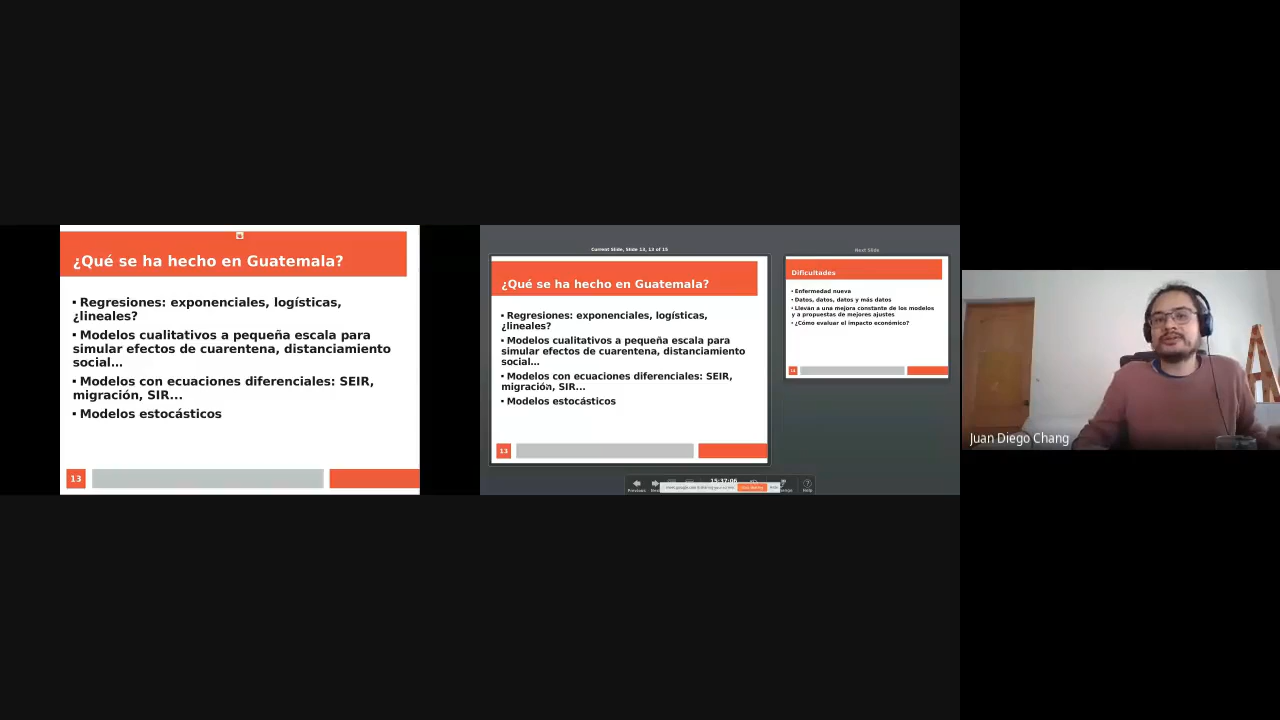 ¿Qué se ha hecho en Guatemala?
▪ Regresiones: exponenciales, logísticas,
¿lineales?
▪ Modelos cualitativos a pequeña escala para
simular efectos de cuarentena, distanciamiento
social...
▪ Modelos con ecuaciones diferenciales: SEIR,
migración, SIR...
▪ Modelos estocásticos
13
Current Slide, Slide 13, 13 of 15
¿Qué se ha hecho en Guatemala?
▪ Regresiones: exponenciales, logísticas,
¿lineales?
▪ Modelos cualitativos a pequeña escala para
simular efectos de cuarentena, distanciamiento
social...
▪ Modelos con ecuaciones diferenciales: SEIR,
migración, SIR...
▪ Modelos estocásticos
13
Next Slide
Dificultades
▪ Enfermedad nueva
▪ Datos, datos, datos y más datos
▪ Llevan a una mejora constante de los modelos
y a propuestas de mejores ajustes
▪ ¿Cómo evaluar el impacto económico?
14
Previous
Help
Juan Diego Chang